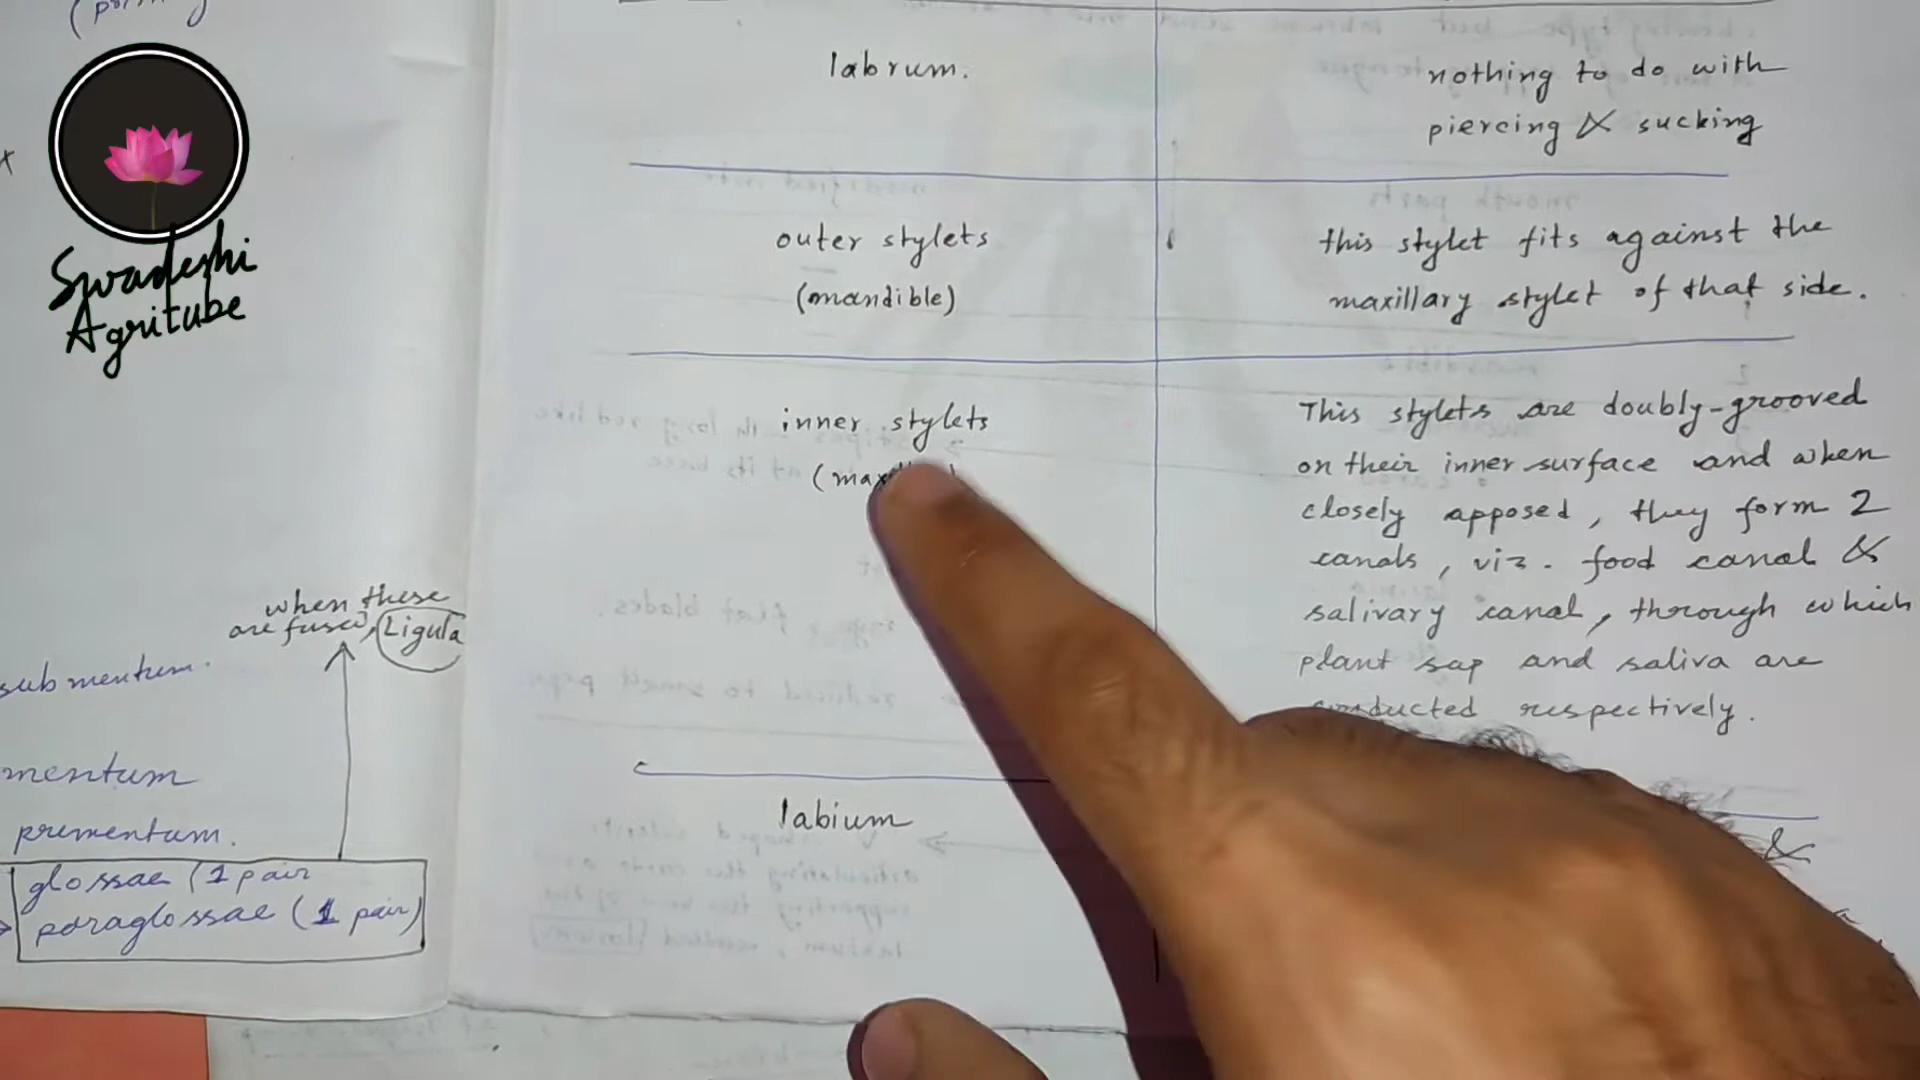 Swadeshi
Agritube
labrum.
nothing to do with
piercing & sucking
outer stylets
(mandible)
this stylet fits against the
maxillary stylet of that side.
inner stylets
This stylets are doubly-grooved
on their inner surface and when
closely apposed, they form 2
canals, viz. food canal &
salivary canal, through which
plant sap and saliva are
conducted respectively.
labium
&
when these
are fused, Ligula
submentum.
mentum
prementum.
glossae (1 pair
paraglossae (1 pair)